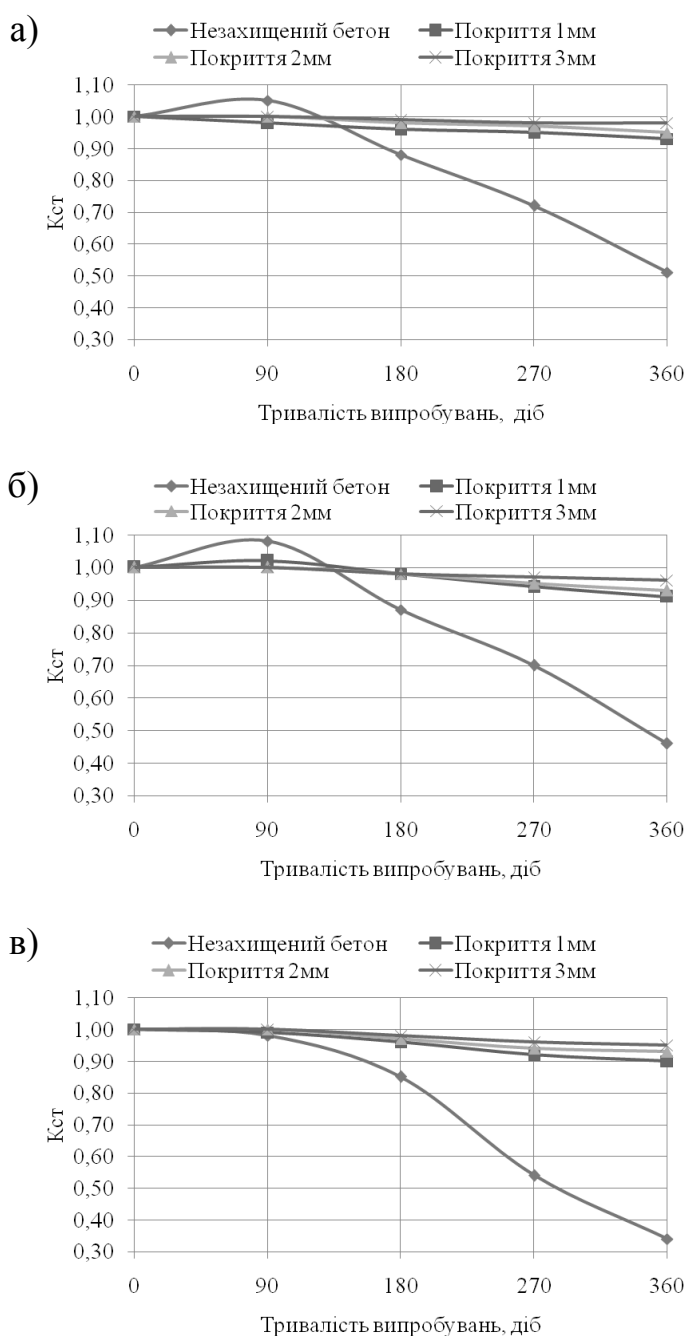 а)
Незахищений бетон Покриття 1мм
Покриття 2мм Покриття 3мм
1,10
1,00
0,90
0,80
0,70
0,60
0,50
0,40
0,30
Кст
0 90 180 270 360
Тривалість випробувань, діб
б)
Незахищений бетон Покриття 1мм
Покриття 2мм Покриття 3мм
1,10
1,00
0,90
0,80
0,70
0,60
0,50
0,40
0,30
Кст
0 90 180 270 360
Тривалість випробувань, діб
в)
Незахищений бетон Покриття 1мм
Покриття 2мм Покриття 3мм
1,10
1,00
0,90
0,80
0,70
0,60
0,50
0,40
0,30
Кст
0 90 180 270 360
Тривалість випробувань, діб